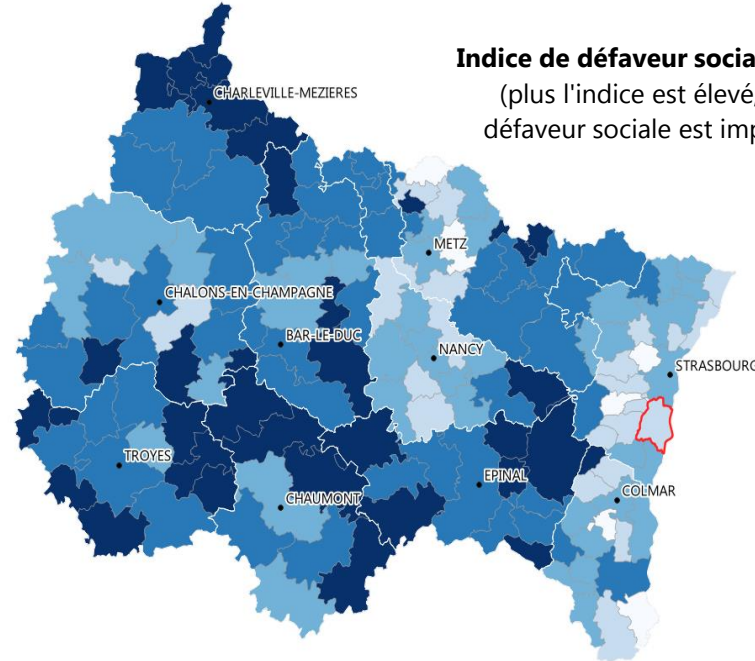 Indice de défaveur socia
(plus l'indice est élevé,
défaveur sociale est imp
CHARLEVILLE-MEZIERES
METZ
CHALONS-EN-CHAMPAGNE
BAR-LE-DUC
NANCY
STRASBOURG
TROYES
EPINAL
COLMAR
CHAUMONT